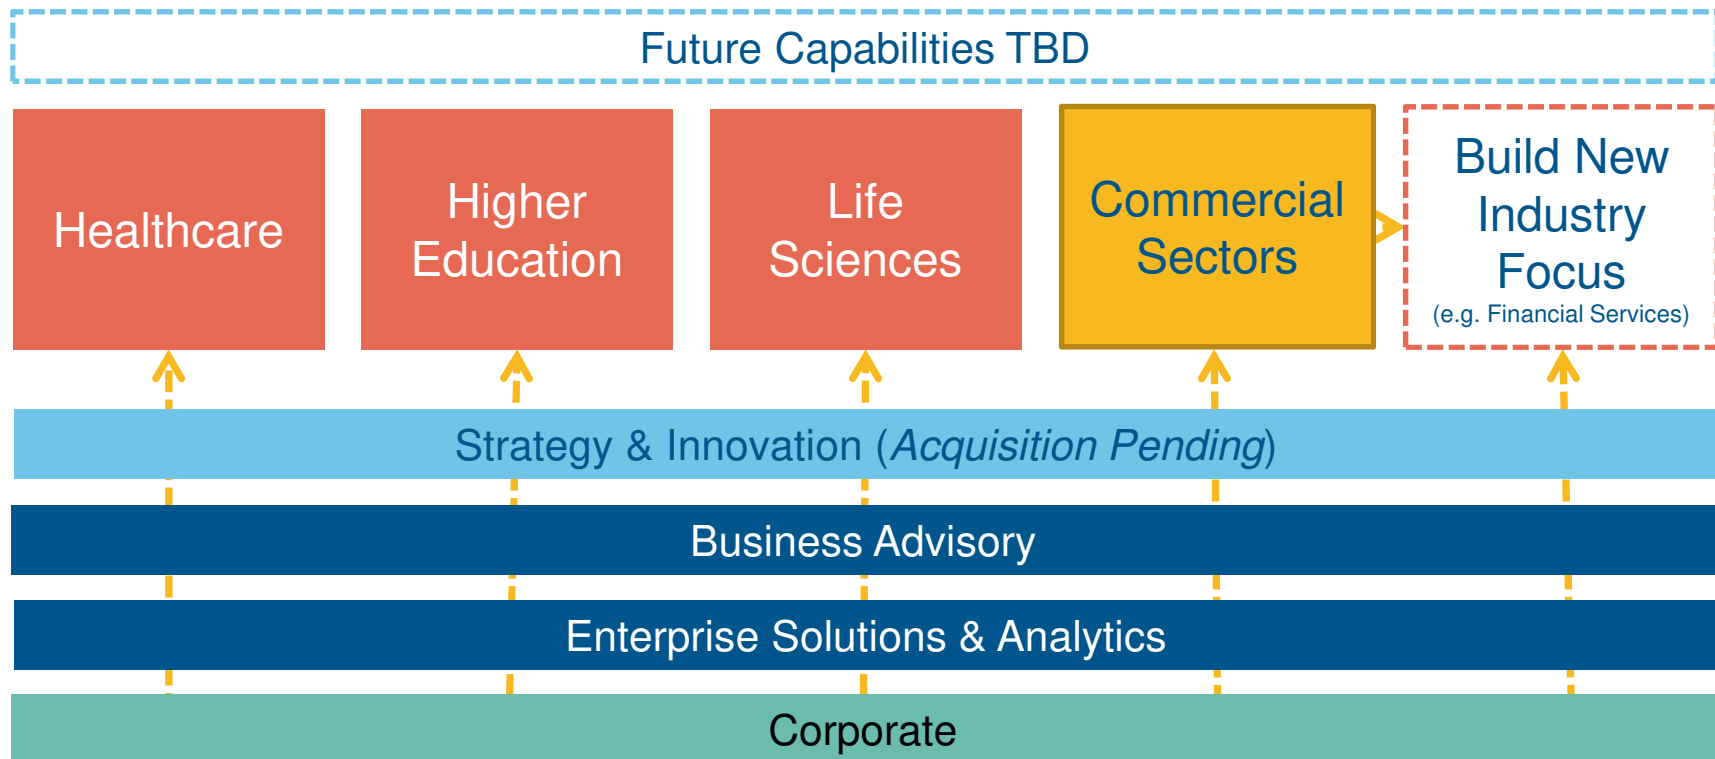 Future Capabilities TBD
Healthcare
Higher
Education
Life
Sciences
Commercial
Sectors
Build New
Industry
Focus
(e.g. Financial Services)
Strategy & Innovation (Acquisition Pending)
Business Advisory
Enterprise Solutions & Analytics
Corporate